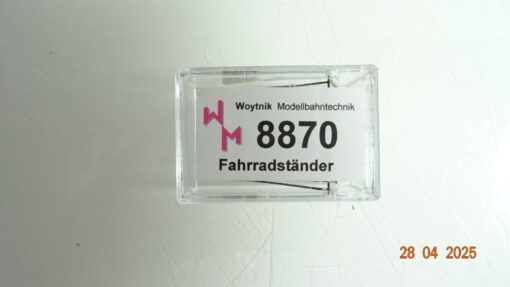 Woytnik Modellbahntechnik
WM 8870
Fahrradständer
28 04 2025